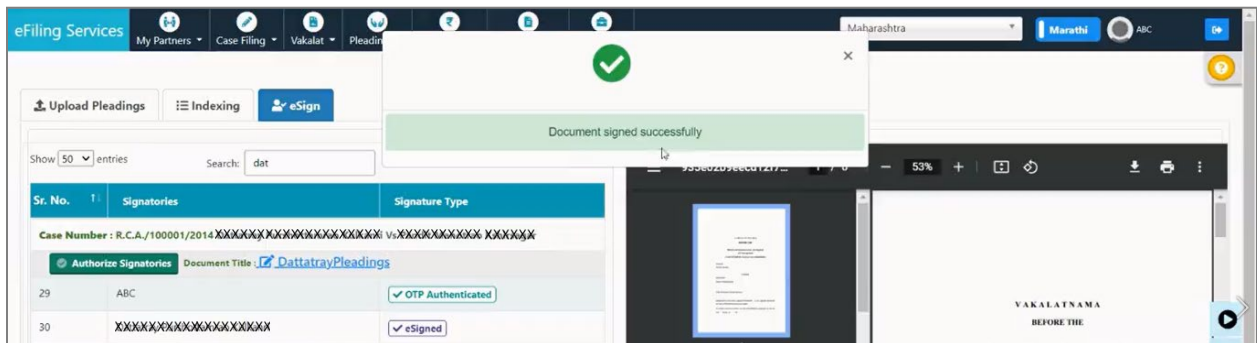 eFiling Services
My Partners
Case Filing
Vakalat
Pleadin
Maharashtra
Marathi
ABC
Upload Pleadings
Indexing
eSign
Document signed successfully
Show 50 entries
Search: dat
53%
Sr. No. Signatories Signature Type
Case Number : R.C.A./100001/2014 Vs
Authorize Signatories Document Title : DattatrayPleadings
29 ABC OTP Authenticated
30 eSigned
VAKALATNAMA
BEFORE THE